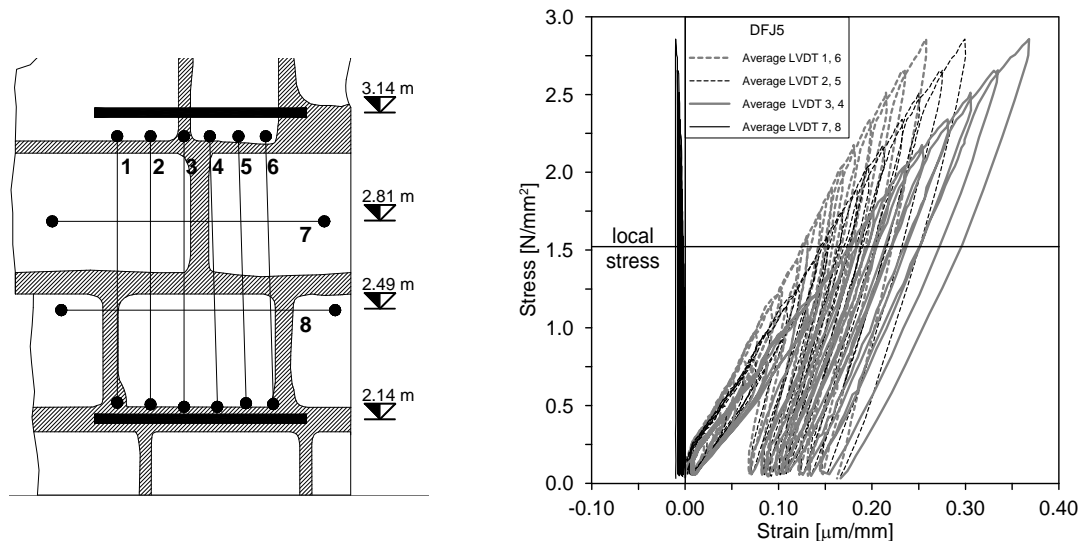 3.14 m
1
2
3
4
5
6
2.81 m
7
2.49 m
8
2.14 m
DFJ5
Average LVDT 1, 6
Average LVDT 2, 5
Average LVDT 3, 4
Average LVDT 7, 8
Stress [N/mm²]
3.0
2.5
2.0
1.5
1.0
0.5
0.0
local
stress
-0.10
0.00
0.10
0.20
0.30
0.40
Strain [μm/mm]